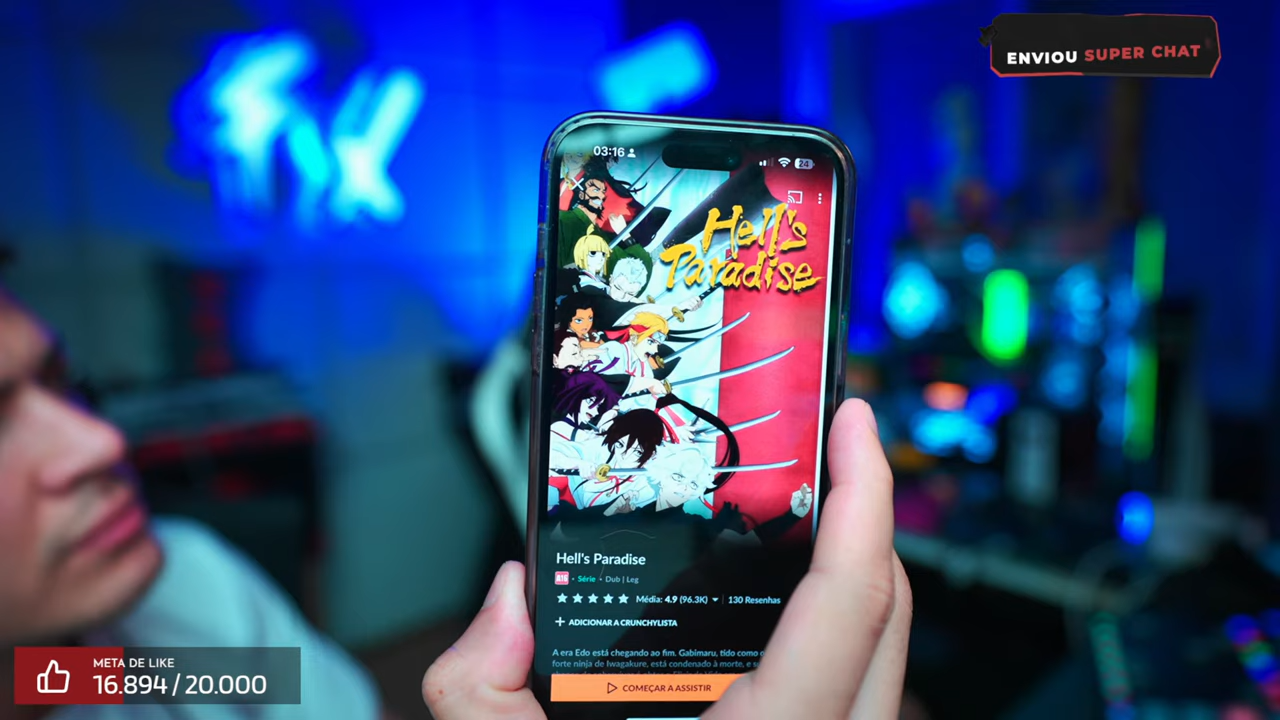 ENVIOU SUPER CHAT
03:16
24
Hell's
Paradise
Hell's Paradise
A16 • Série • Dub | Leg
Média: 4.9 (96.3K) 130 Resenhas
ADICIONAR A CRUNCHYLISTA
A era Edo está chegando ao fim. Gabimaru, tido como o
forte ninja de Iwagakure, está condenado à morte, e
COMEÇAR A ASSISTIR
META DE LIKE
16.894 / 20.000